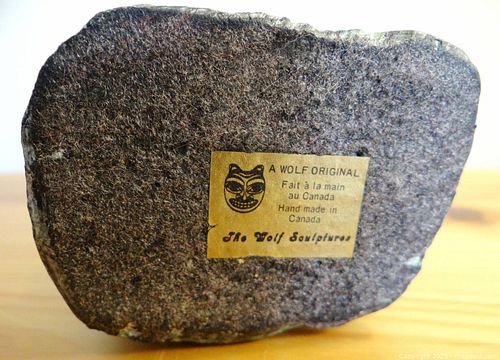 A WOLF ORIGINAL
Fait à la main
au Canada
Hand made in
Canada
The Wolf Sculptures